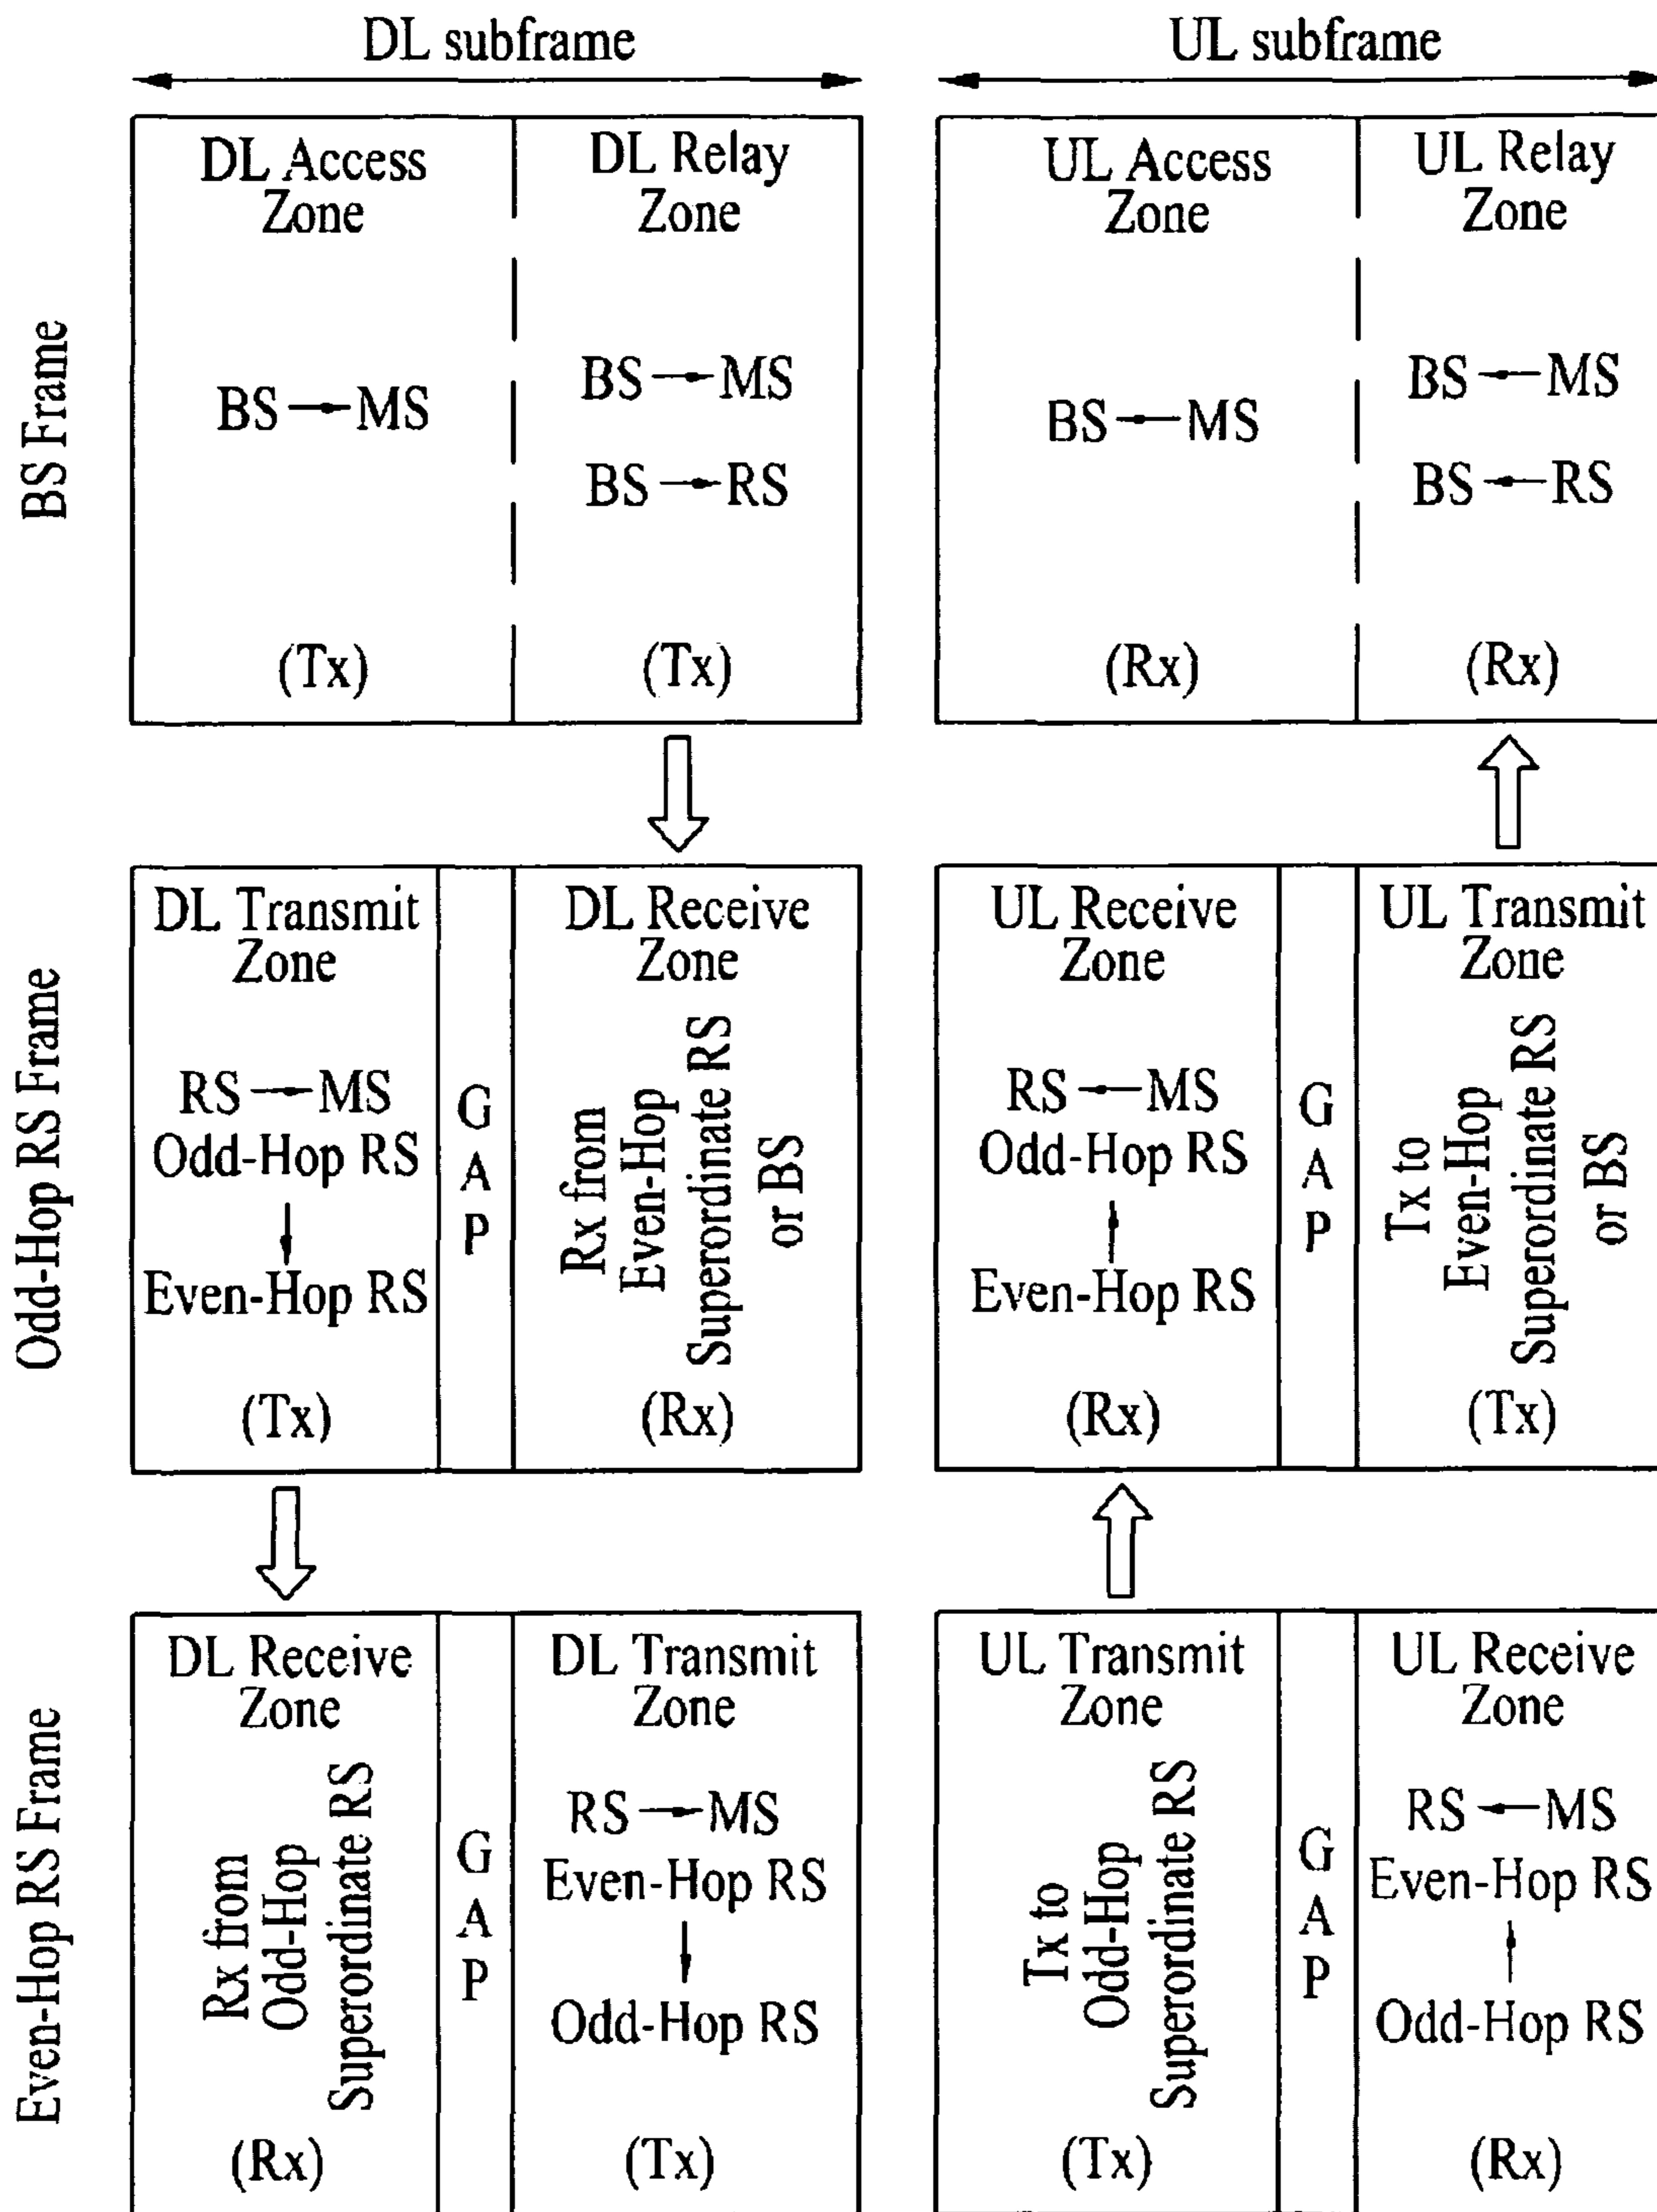 DL subframe
UL subframe
BS Frame
DL Access
Zone
BS → MS
(Tx)
DL Relay
Zone
BS → MS
BS → RS
(Tx)
UL Access
Zone
BS ← MS
(Rx)
UL Relay
Zone
BS ← MS
BS ← RS
(Rx)
Odd-Hop RS Frame
DL Transmit
Zone
RS → MS
Odd-Hop RS
↓
Even-Hop RS
(Tx)
G
A
P
DL Receive
Zone
Rx from
Even-Hop
Superordinate RS
or BS
(Rx)
UL Receive
Zone
RS ← MS
Odd-Hop RS
↑
Even-Hop RS
(Rx)
G
A
P
UL Transmit
Zone
Tx to
Even-Hop
Superordinate RS
or BS
(Tx)
Even-Hop RS Frame
DL Receive
Zone
Rx from
Odd-Hop
Superordinate RS
(Rx)
G
A
P
DL Transmit
Zone
RS → MS
Even-Hop RS
↓
Odd-Hop RS
(Tx)
UL Transmit
Zone
Tx to
Odd-Hop
Superordinate RS
(Tx)
G
A
P
UL Receive
Zone
RS ← MS
Even-Hop RS
↑
Odd-Hop RS
(Rx)